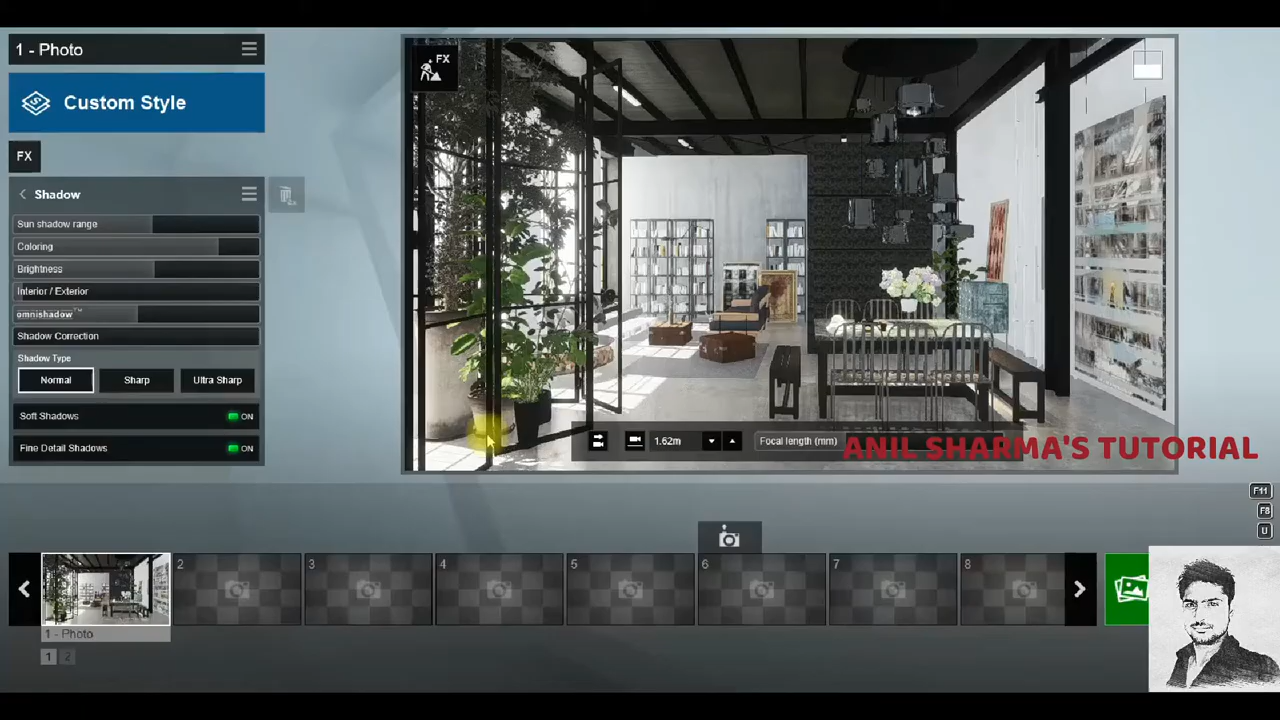 1 - Photo
Custom Style
FX
FX
Shadow
Sun shadow range
Coloring
Brightness
Interior / Exterior
omnishadow™
Shadow Correction
Shadow Type
Normal Sharp Ultra Sharp
Soft Shadows ON
Fine Detail Shadows ON
1.62m Focal length (mm)
ANIL SHARMA'S TUTORIAL
F11
F8
U
2 3 4 5 6 7 8
1 - Photo
1 2